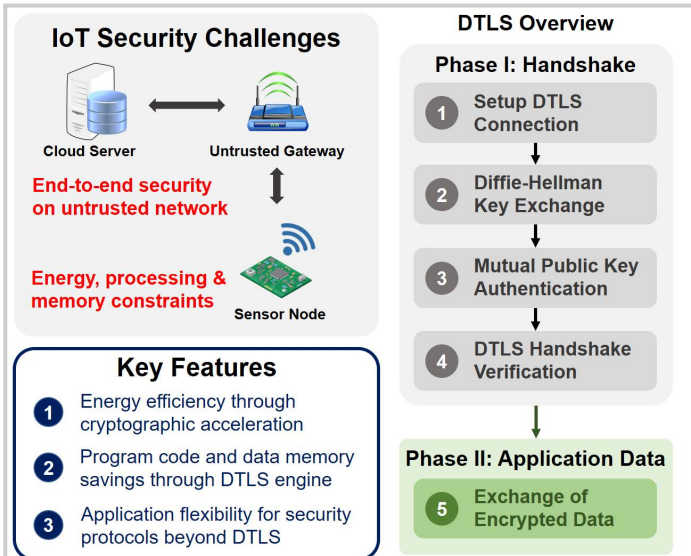 IoT Security Challenges
Cloud Server
Untrusted Gateway
End-to-end security
on untrusted network
Energy, processing &
memory constraints
Sensor Node
Key Features
1 Energy efficiency through
cryptographic acceleration
2 Program code and data memory
savings through DTLS engine
3 Application flexibility for security
protocols beyond DTLS
DTLS Overview
Phase I: Handshake
1 Setup DTLS
Connection
2 Diffie-Hellman
Key Exchange
3 Mutual Public Key
Authentication
4 DTLS Handshake
Verification
Phase II: Application Data
5 Exchange of
Encrypted Data